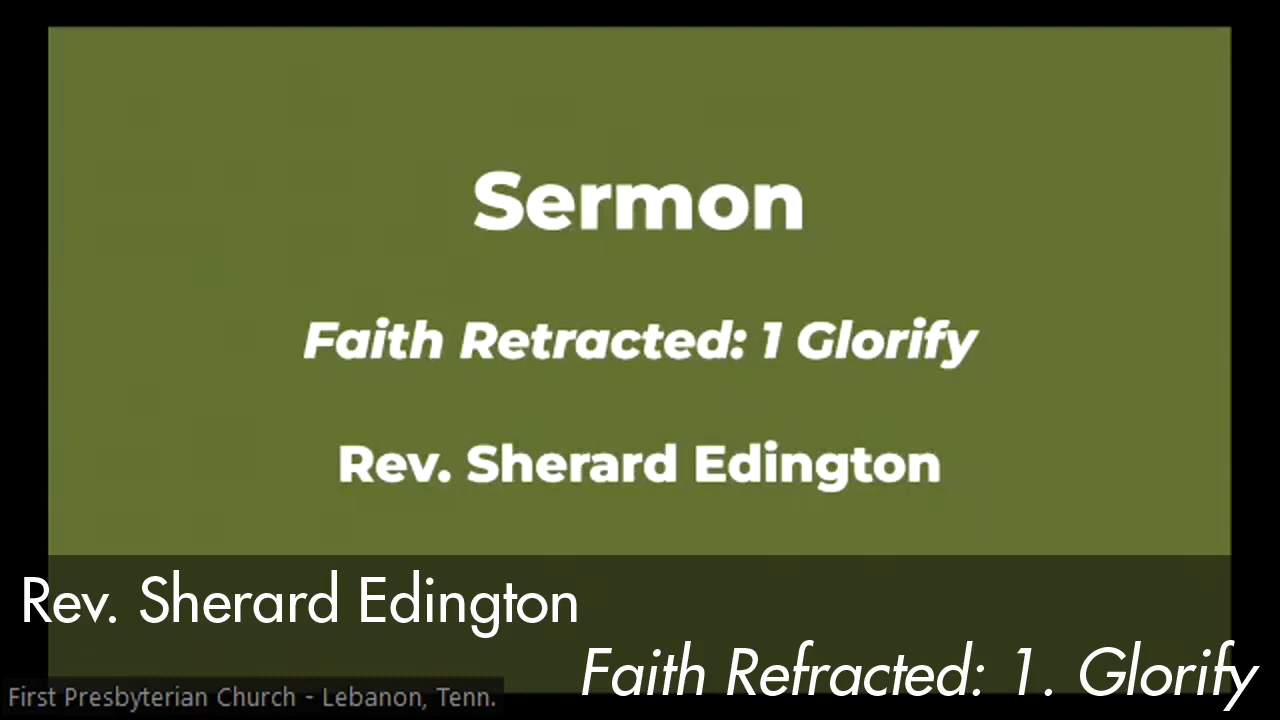 Sermon
Faith Retracted: 1 Glorify
Rev. Sherard Edington
Rev. Sherard Edington
Faith Refracted: 1. Glorify
First Presbyterian Church - Lebanon, Tenn.